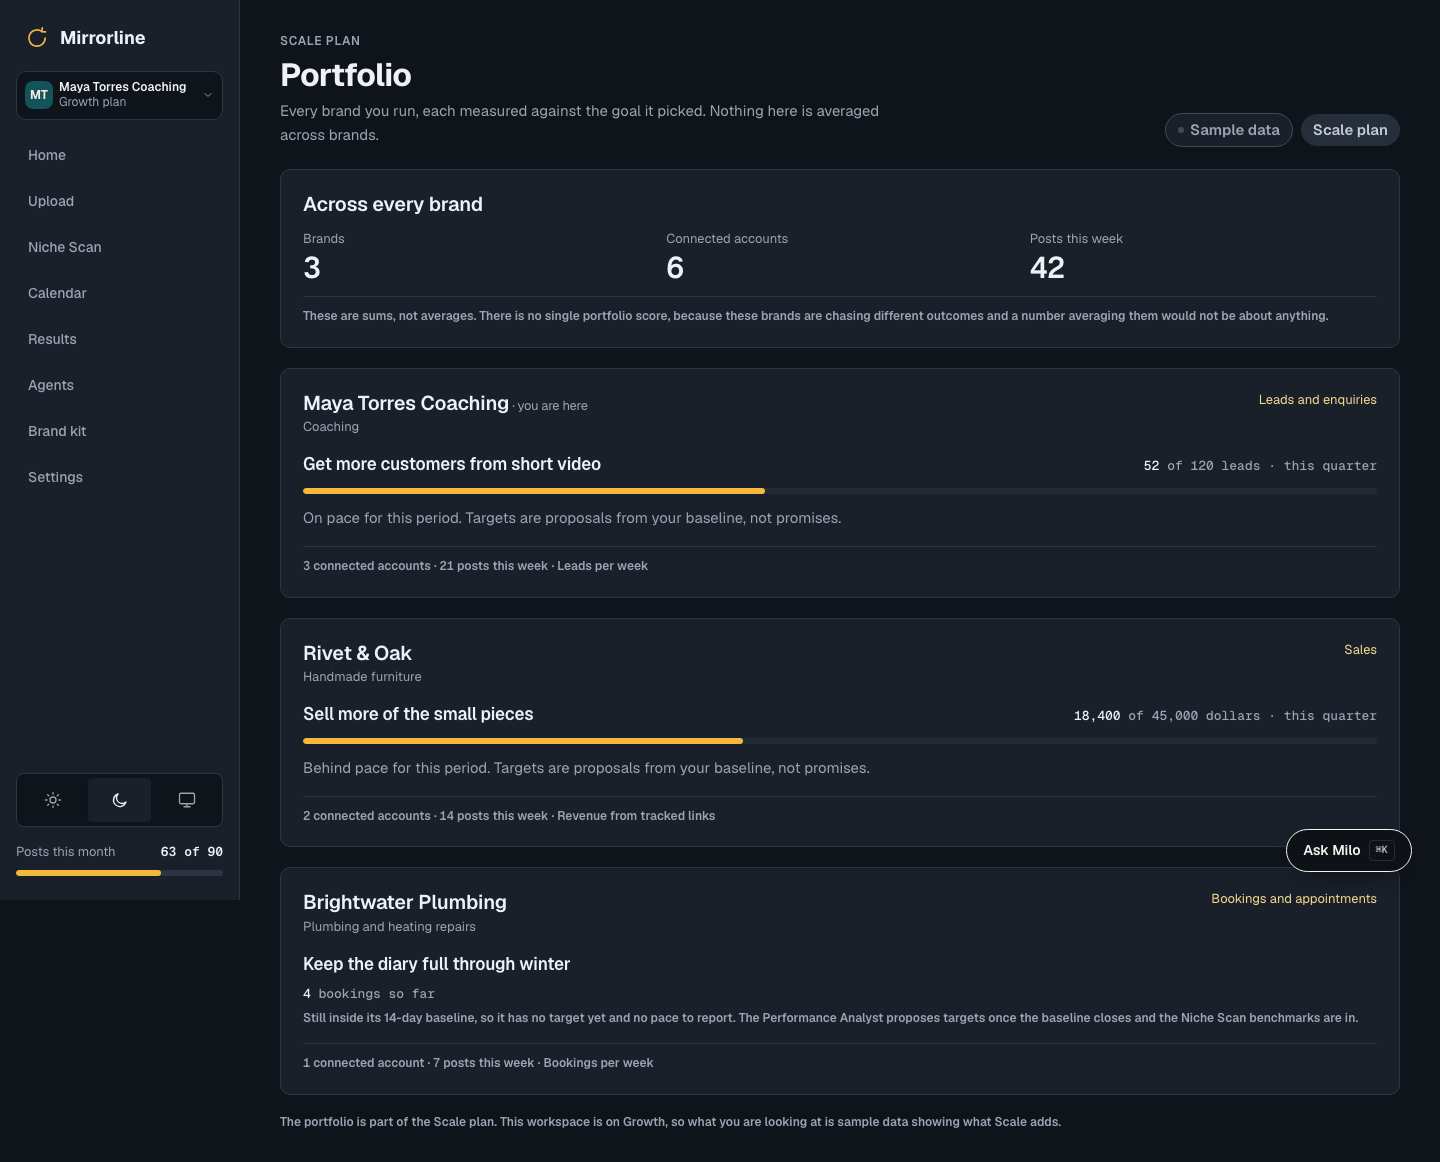 Mirrorline
MT
Maya Torres Coaching
Growth plan
Home
Upload
Niche Scan
Calendar
Results
Agents
Brand kit
Settings
Posts this month
63 of 90
SCALE PLAN
Portfolio
Every brand you run, each measured against the goal it picked. Nothing here is averaged
across brands.
Sample data
Scale plan
Across every brand
Brands
3
Connected accounts
6
Posts this week
42
These are sums, not averages. There is no single portfolio score, because these brands are chasing different outcomes and a number averaging them would not be about anything.
Maya Torres Coaching · you are here
Leads and enquiries
Coaching
Get more customers from short video
52 of 120 leads · this quarter
On pace for this period. Targets are proposals from your baseline, not promises.
3 connected accounts · 21 posts this week · Leads per week
Rivet & Oak
Sales
Handmade furniture
Sell more of the small pieces
18,400 of 45,000 dollars · this quarter
Behind pace for this period. Targets are proposals from your baseline, not promises.
2 connected accounts · 14 posts this week · Revenue from tracked links
Ask Milo ⌘K
Brightwater Plumbing
Bookings and appointments
Plumbing and heating repairs
Keep the diary full through winter
4 bookings so far
Still inside its 14-day baseline, so it has no target yet and no pace to report. The Performance Analyst proposes targets once the baseline closes and the Niche Scan benchmarks are in.
1 connected account · 7 posts this week · Bookings per week
The portfolio is part of the Scale plan. This workspace is on Growth, so what you are looking at is sample data showing what Scale adds.